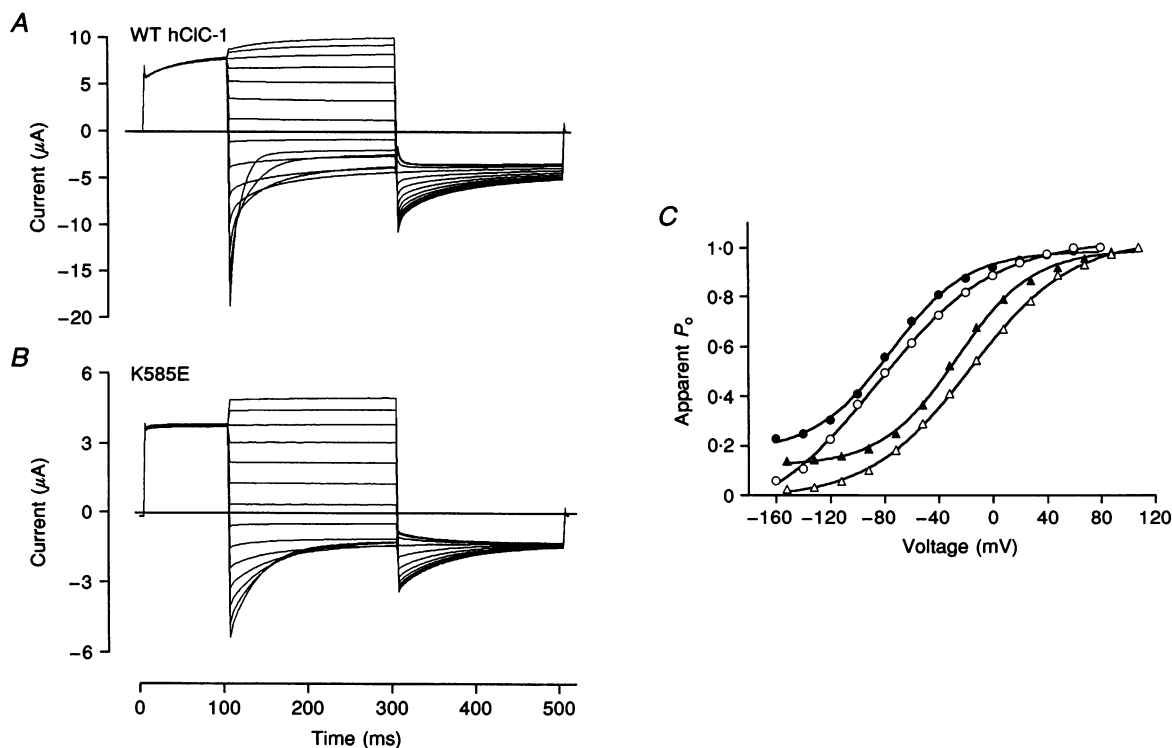 A
WT hClC-1
10
5
0
−5
−10
−15
−20
Current (μA)
B
K585E
6
3
0
−3
−6
Current (μA)
0 100 200 300 400 500
Time (ms)
C
1·0
0·8
0·6
0·4
0·2
0
Apparent Po
−160 −120 −80 −40 0 40 80 120
Voltage (mV)